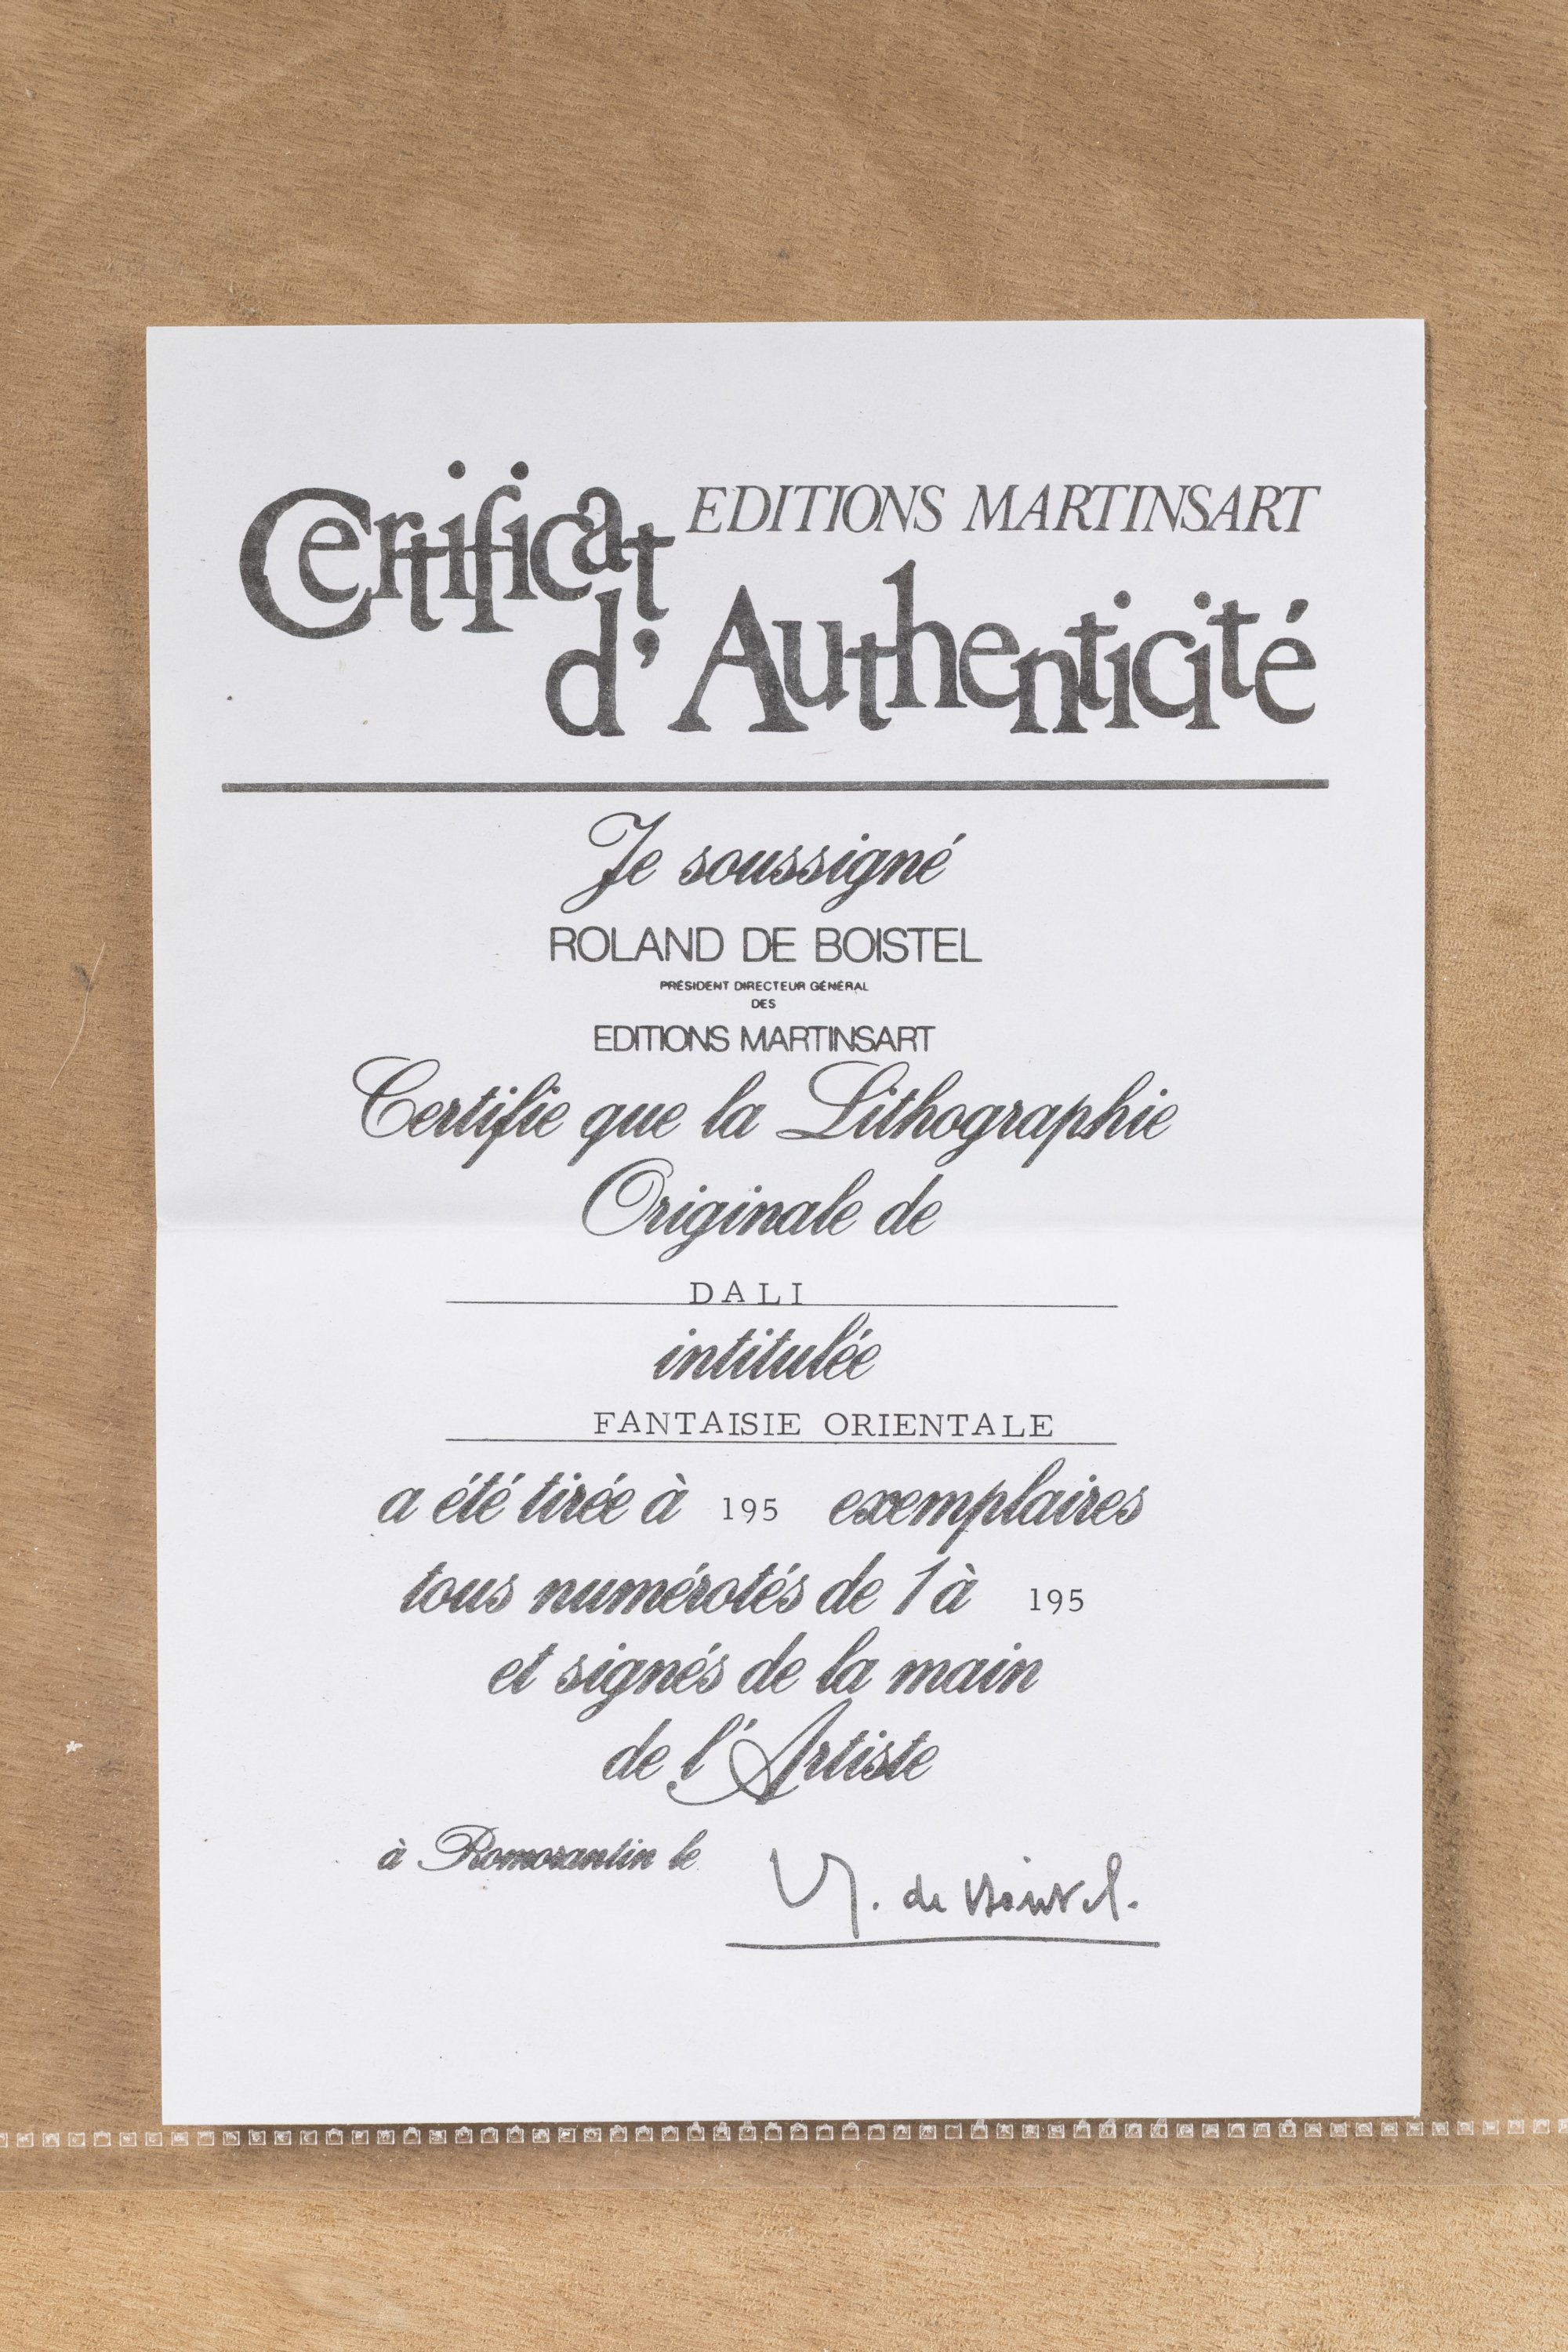 Certificat EDITIONS MARTINSART
d'Authenticité
Je soussigné
ROLAND DE BOISTEL
PRÉSIDENT DIRECTEUR GÉNÉRAL
DES
EDITIONS MARTINSART
Certifie que la Lithographie
Originale de
DALI
intitulée
FANTAISIE ORIENTALE
a été tirée à 195 exemplaires
tous numérotés de 1 à 195
et signés de la main
de l'Artiste
à Romorantin le
de Boistel.